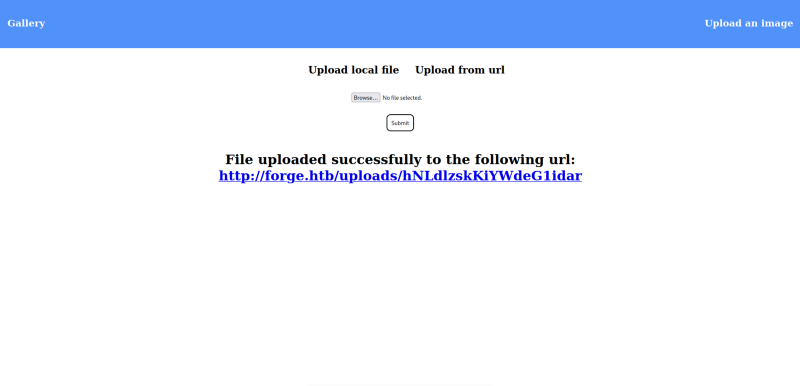 Gallery
Upload an image
Upload local file
Upload from url
Browse... No file selected.
Submit
File uploaded successfully to the following url:
http://forge.htb/uploads/hNLdlzskKiYWdeG1idar